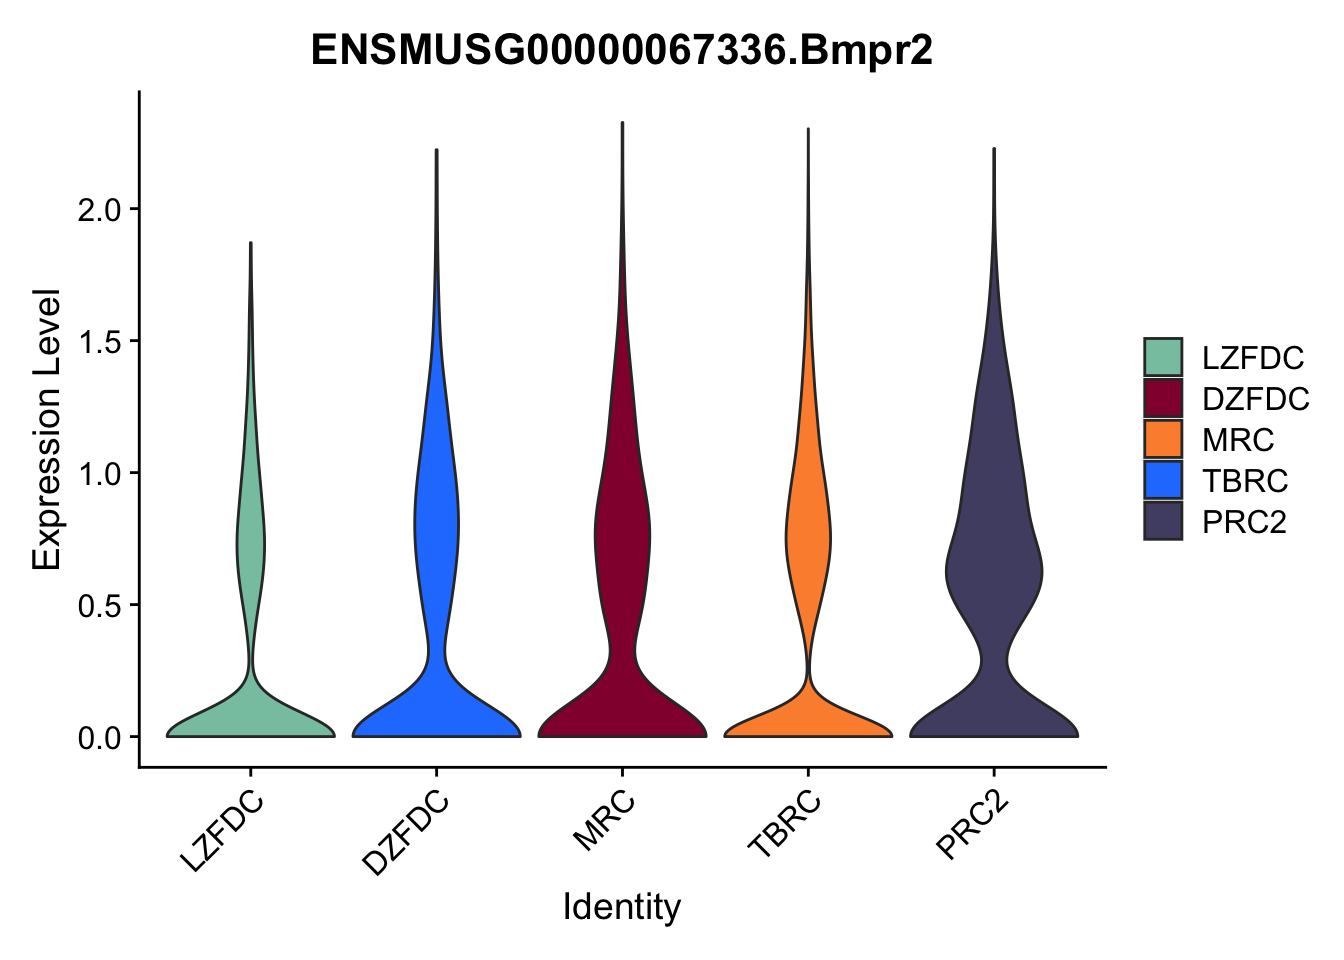 ENSMUSG00000067336.Bmpr2
Expression Level
2.0
1.5
1.0
0.5
0.0
LZFDC
DZFDC
MRC
TBRC
PRC2
Identity
LZFDC
DZFDC
MRC
TBRC
PRC2